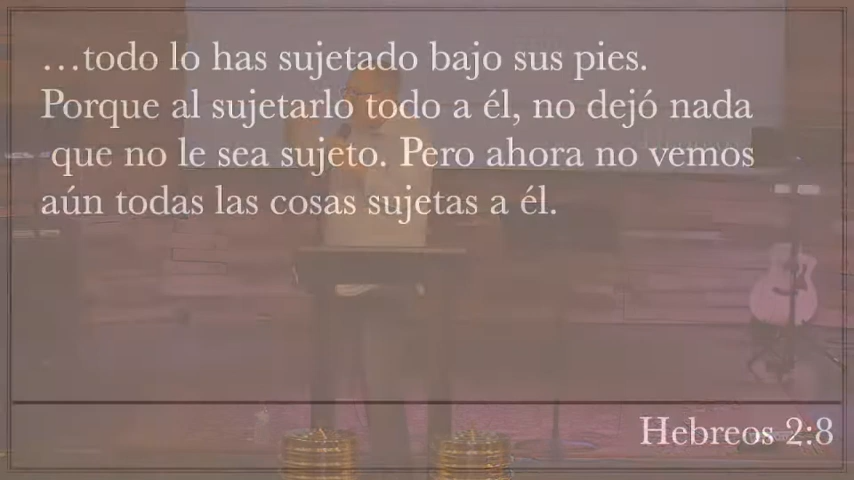 …todo lo has sujetado bajo sus pies.
Porque al sujetarlo todo a él, no dejó nada
que no le sea sujeto. Pero ahora no vemos
aún todas las cosas sujetas a él.
Hebreos 2:8